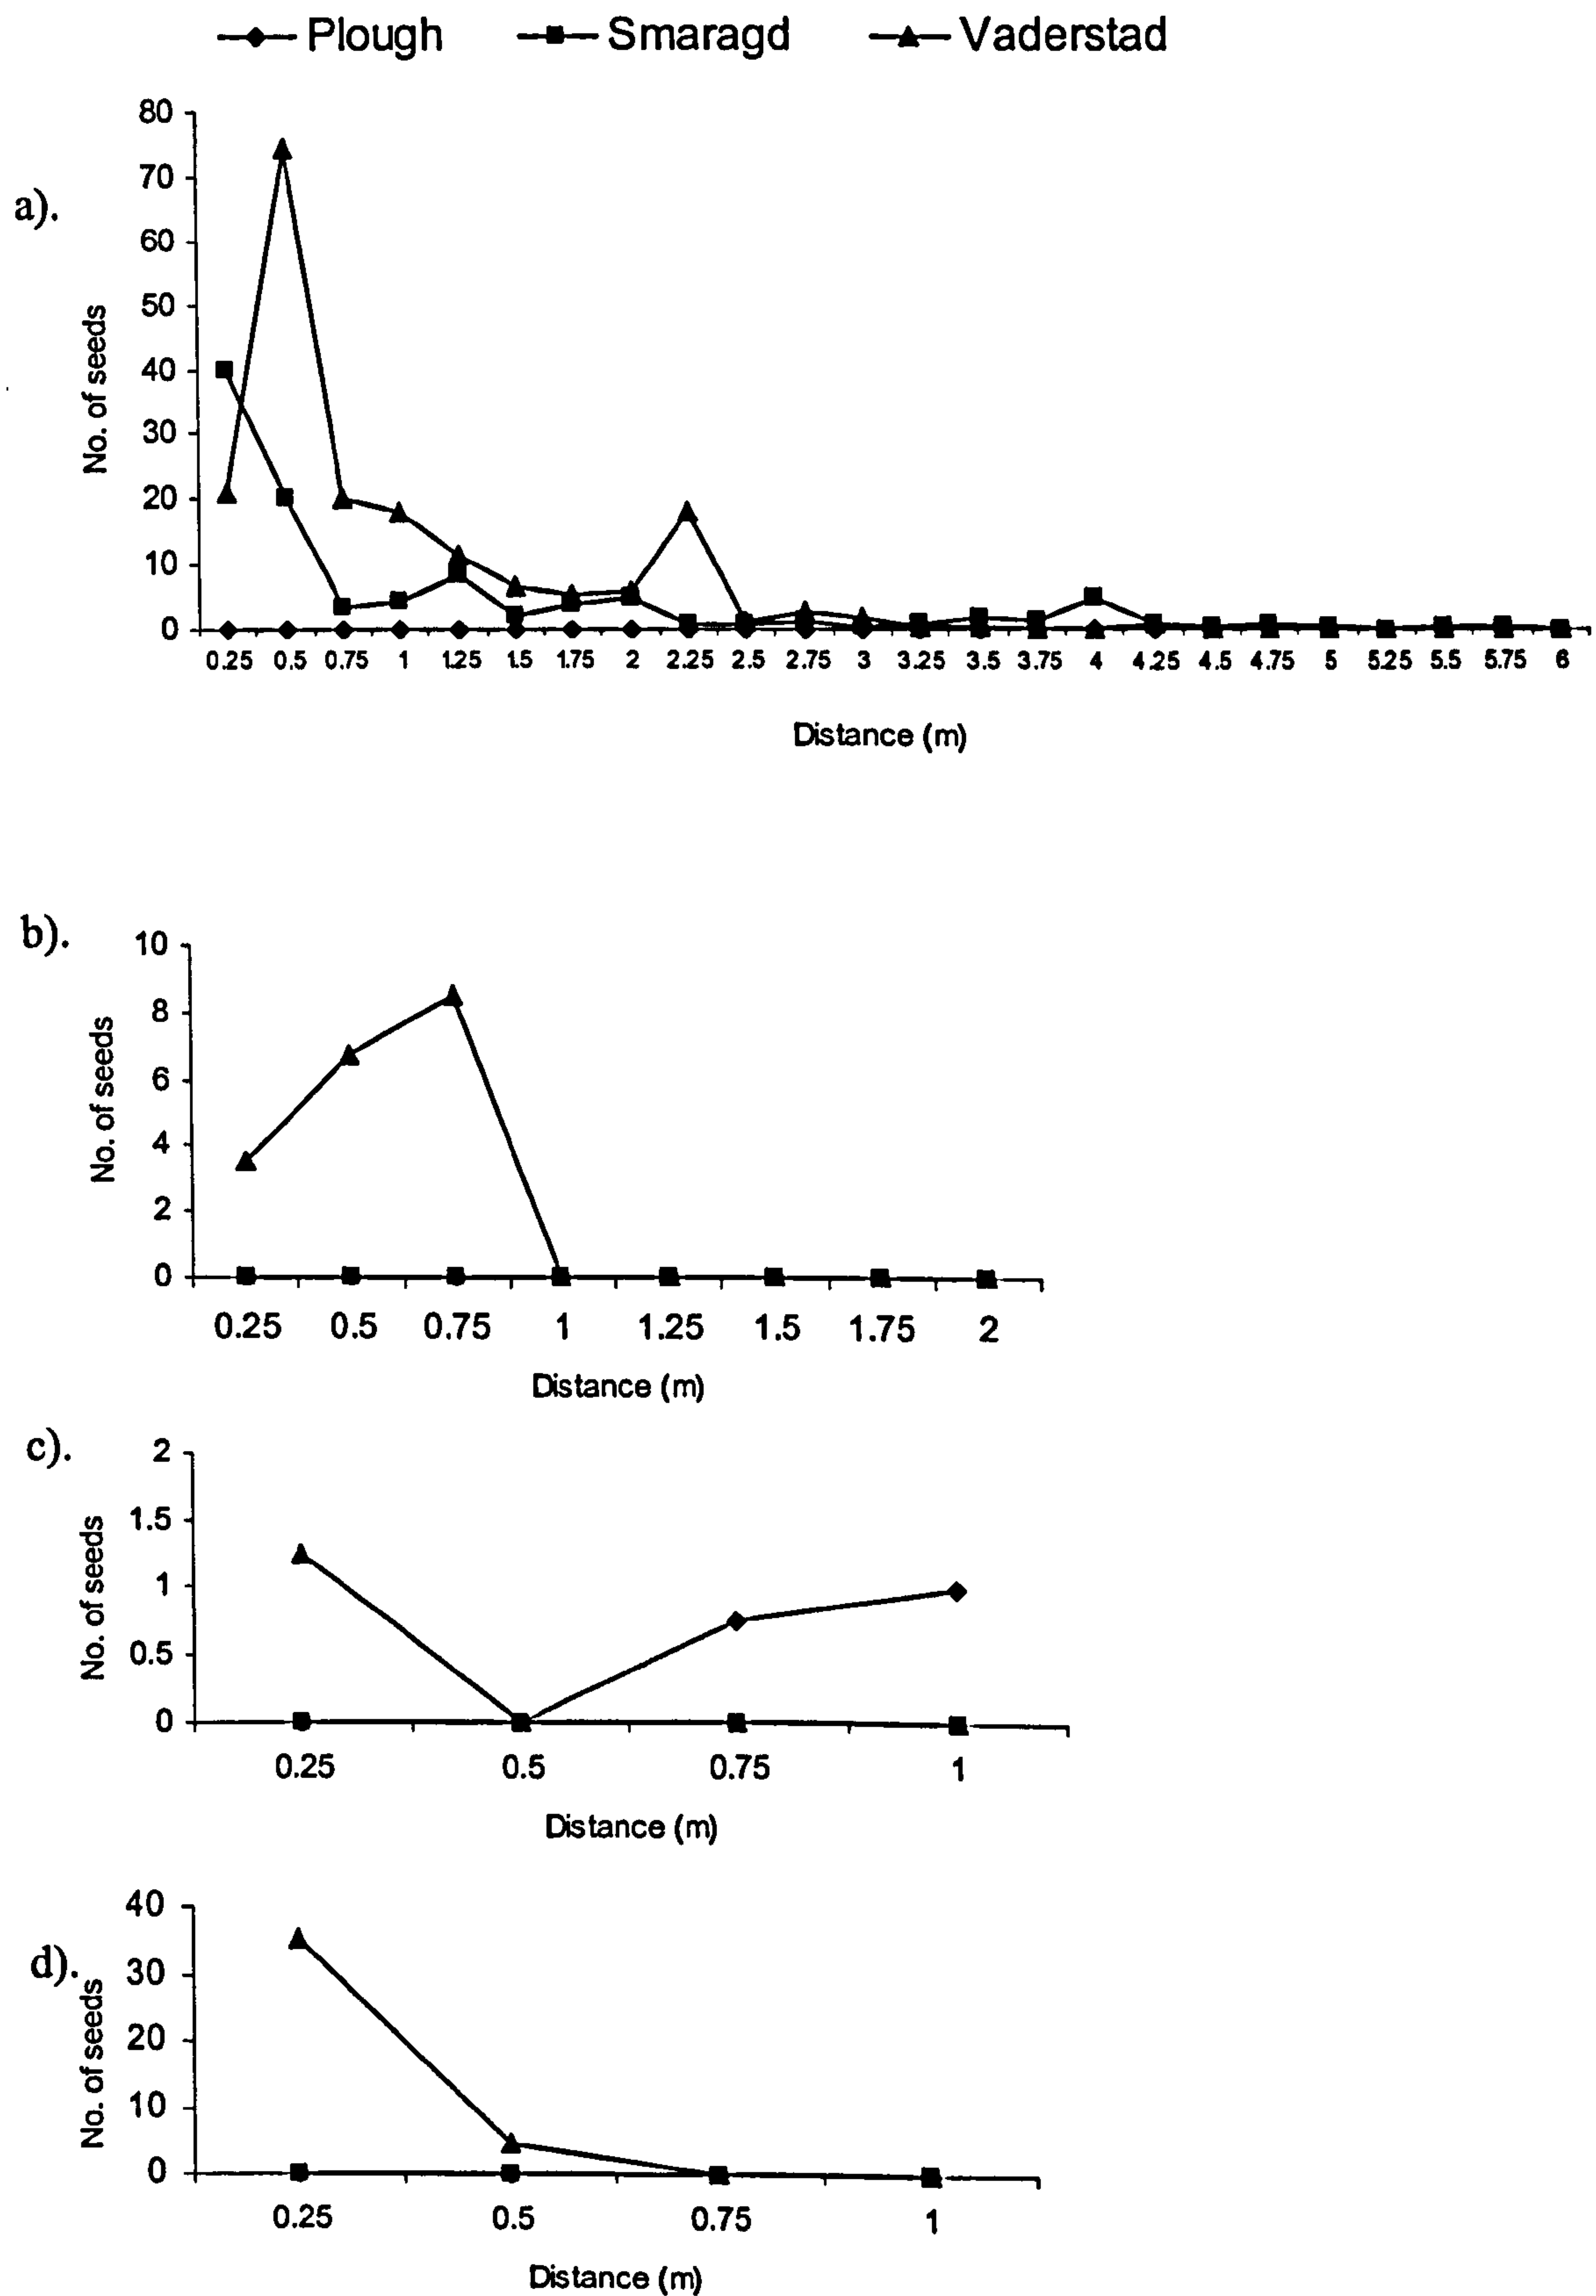 Plough Smaragd Vaderstad
a).
80
70
60
50
40
30
20
10
0
No. of seeds
0.25 0.5 0.75 1 1.25 1.5 1.75 2 2.25 2.5 2.75 3 3.25 3.5 3.75 4 4.25 4.5 4.75 5 5.25 5.5 5.75 6
Distance (m)
b).
10
8
6
4
2
0
No. of seeds
0.25 0.5 0.75 1 1.25 1.5 1.75 2
Distance (m)
c).
2
1.5
1
0.5
0
No. of seeds
0.25 0.5 0.75 1
Distance (m)
d).
40
30
20
10
0
No. of seeds
0.25 0.5 0.75 1
Distance (m)